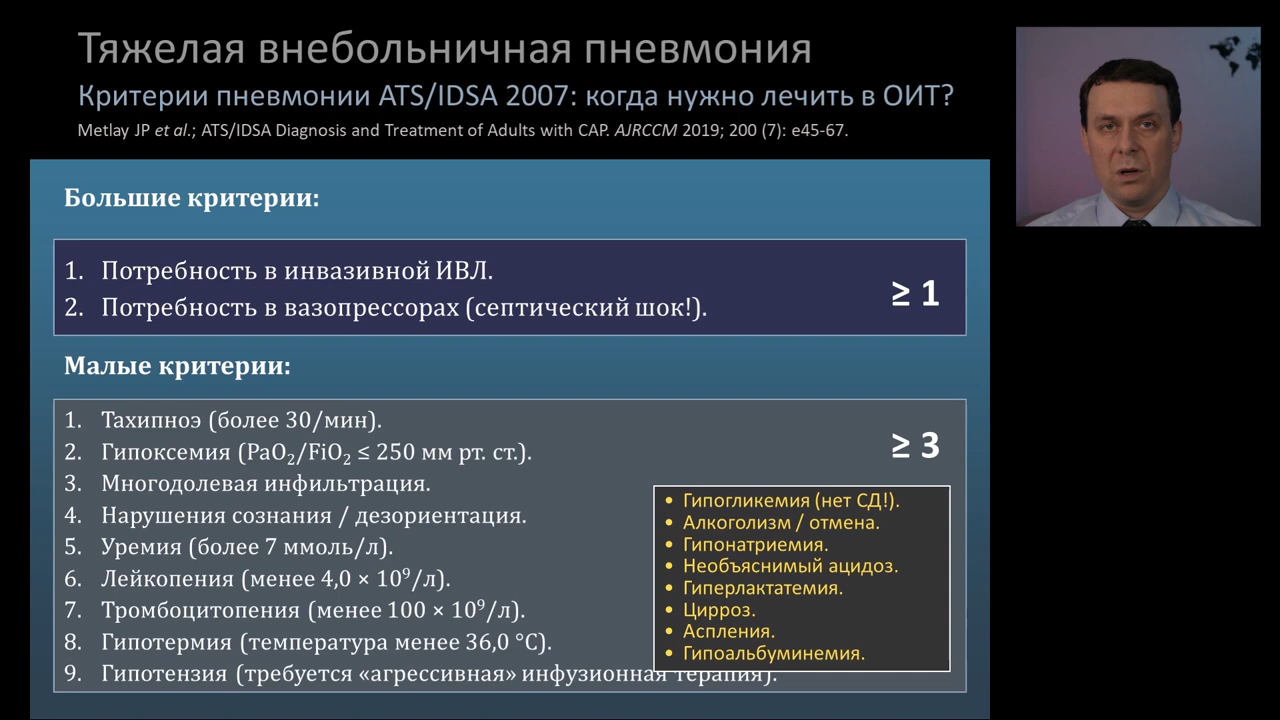 Тяжелая внебольничная пневмония
Критерии пневмонии ATS/IDSA 2007: когда нужно лечить в ОИТ?
Metlay JP et al.; ATS/IDSA Diagnosis and Treatment of Adults with CAP. AJRCCM 2019; 200 (7): e45-67.
Большие критерии:
1. Потребность в инвазивной ИВЛ.
2. Потребность в вазопрессорах (септический шок!).
≥ 1
Малые критерии:
1. Тахипноэ (более 30/мин).
2. Гипоксемия (PaO₂/FiO₂ ≤ 250 мм рт. ст.).
3. Многодолевая инфильтрация.
4. Нарушения сознания / дезориентация.
5. Уремия (более 7 ммоль/л).
6. Лейкопения (менее 4,0 × 10⁹/л).
7. Тромбоцитопения (менее 100 × 10⁹/л).
8. Гипотермия (температура менее 36,0 °C).
9. Гипотензия (требуется «агрессивная» инфузионная терапия).
≥ 3
• Гипогликемия (нет СД!).
• Алкоголизм / отмена.
• Гипонатриемия.
• Необъяснимый ацидоз.
• Гиперлактатемия.
• Цирроз.
• Аспления.
• Гипоальбуминемия.